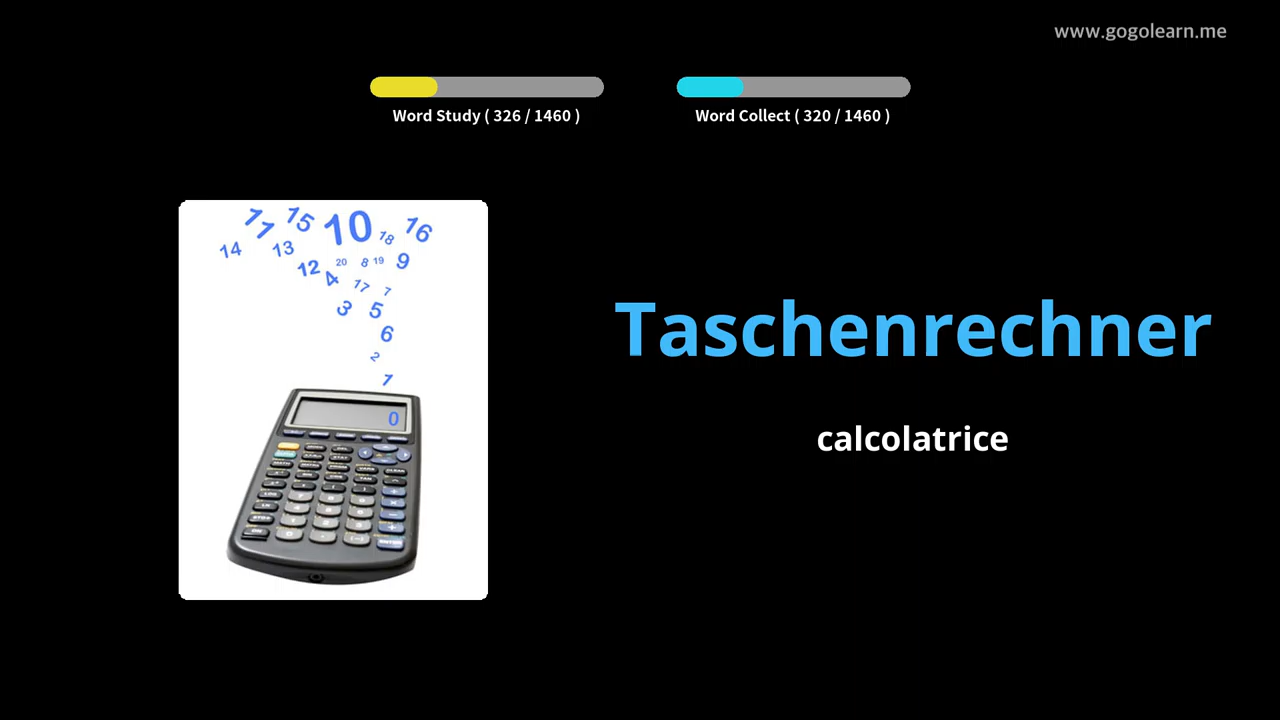 www.gogolearn.me
Word Study ( 326 / 1460 )
Word Collect ( 320 / 1460 )
11 15 10 18 16
14 13 12 20 8 19 9
4 17 7
3 5
6
2
1
0
Taschenrechner
calcolatrice